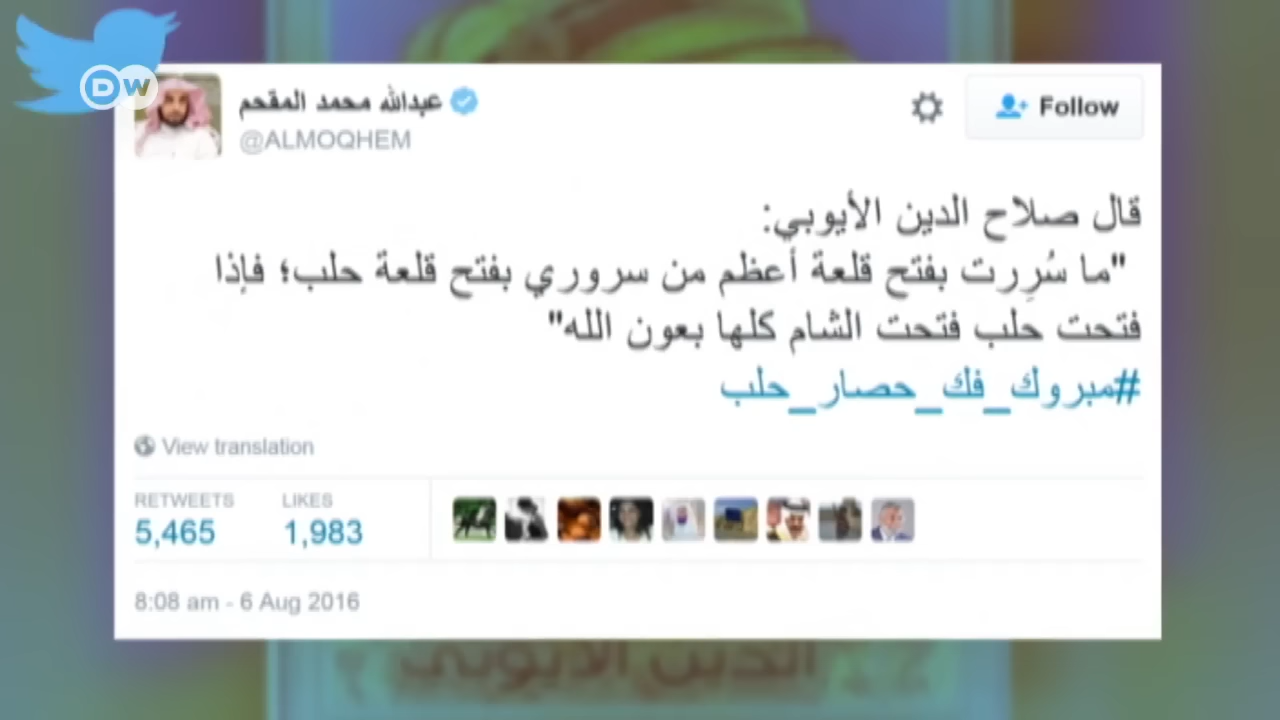 DW
عبدالله محمد المقحم
@ALMOQHEM
Follow
قال صلاح الدين الأيوبي:
"ما سُرِرت بفتح قلعة أعظم من سروري بفتح قلعة حلب؛ فإذا
فتحت حلب فتحت الشام كلها بعون الله"
#مبروك_فك_حصار_حلب
View translation
RETWEETS LIKES
5,465 1,983
8:08 am - 6 Aug 2016
الدين الأيوبي